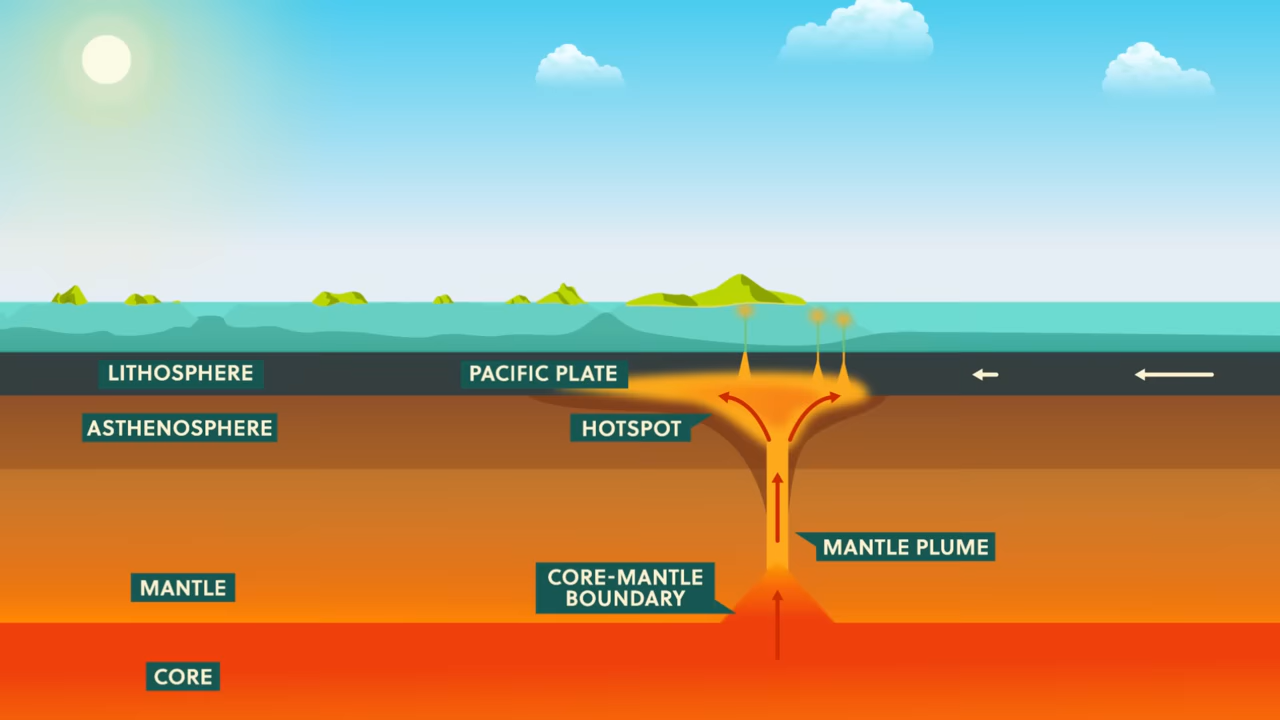 LITHOSPHERE
PACIFIC PLATE
ASTHENOSPHERE
HOTSPOT
MANTLE PLUME
CORE-MANTLE
BOUNDARY
MANTLE
CORE